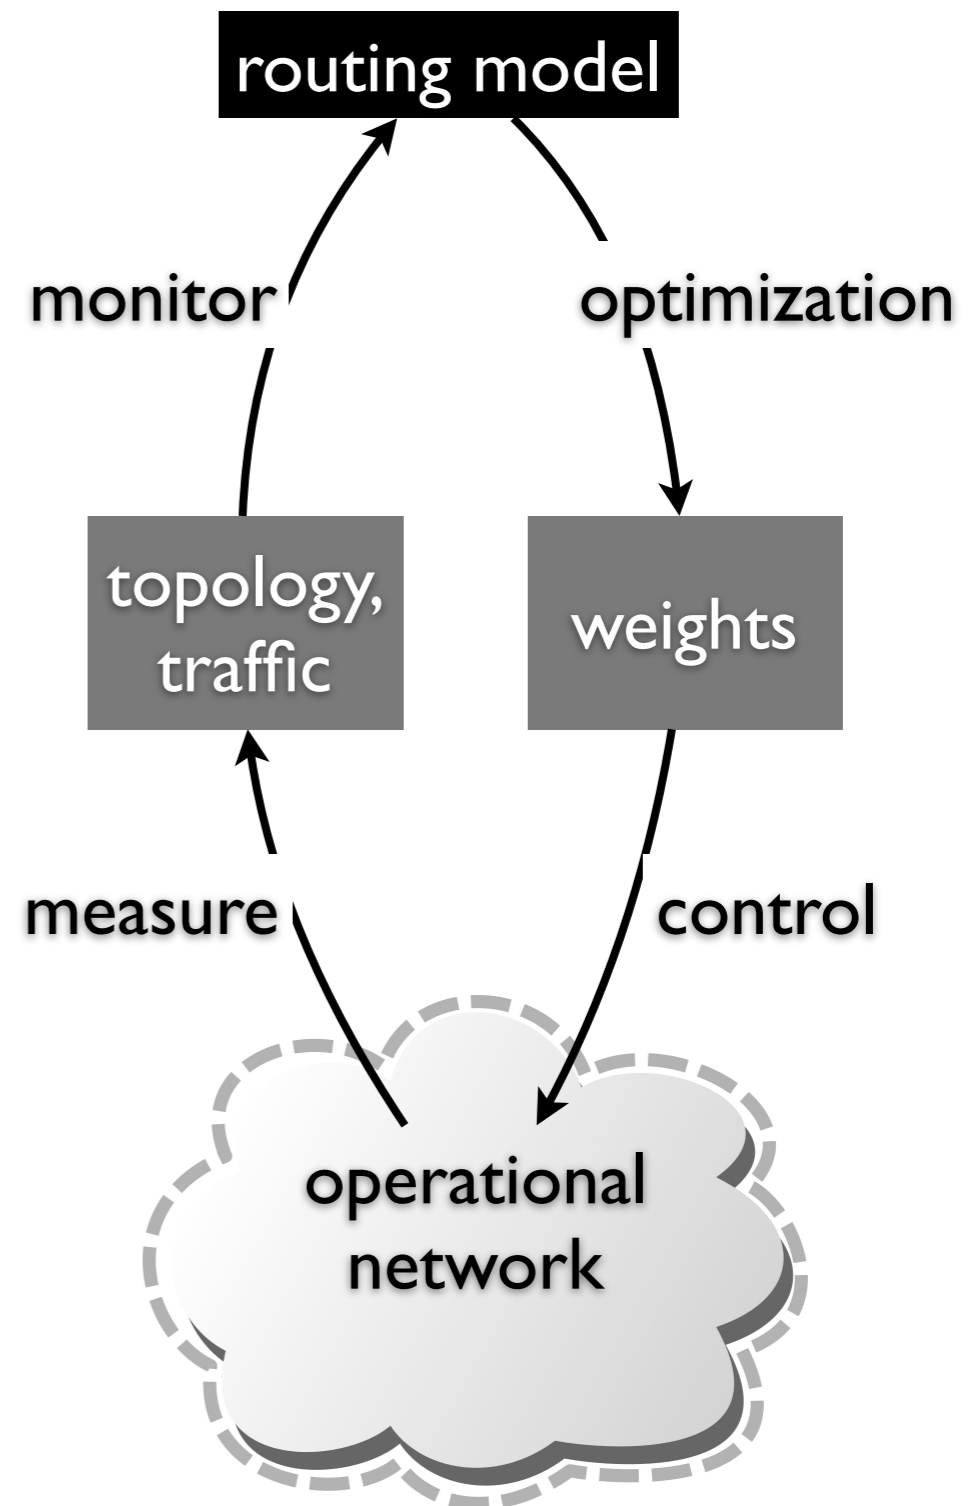 routing model
monitor
optimization
topology,
traffic
weights
measure
control
operational
network